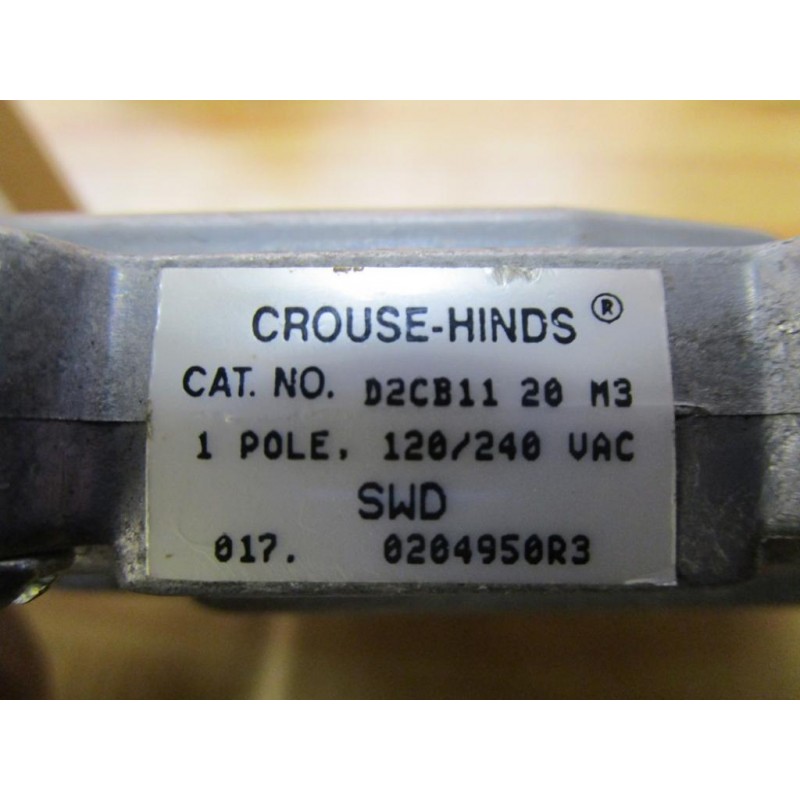 CROUSE-HINDS®
CAT. NO. D2CB11 20 M3
1 POLE, 120/240 VAC
SWD
017. 0204950R3